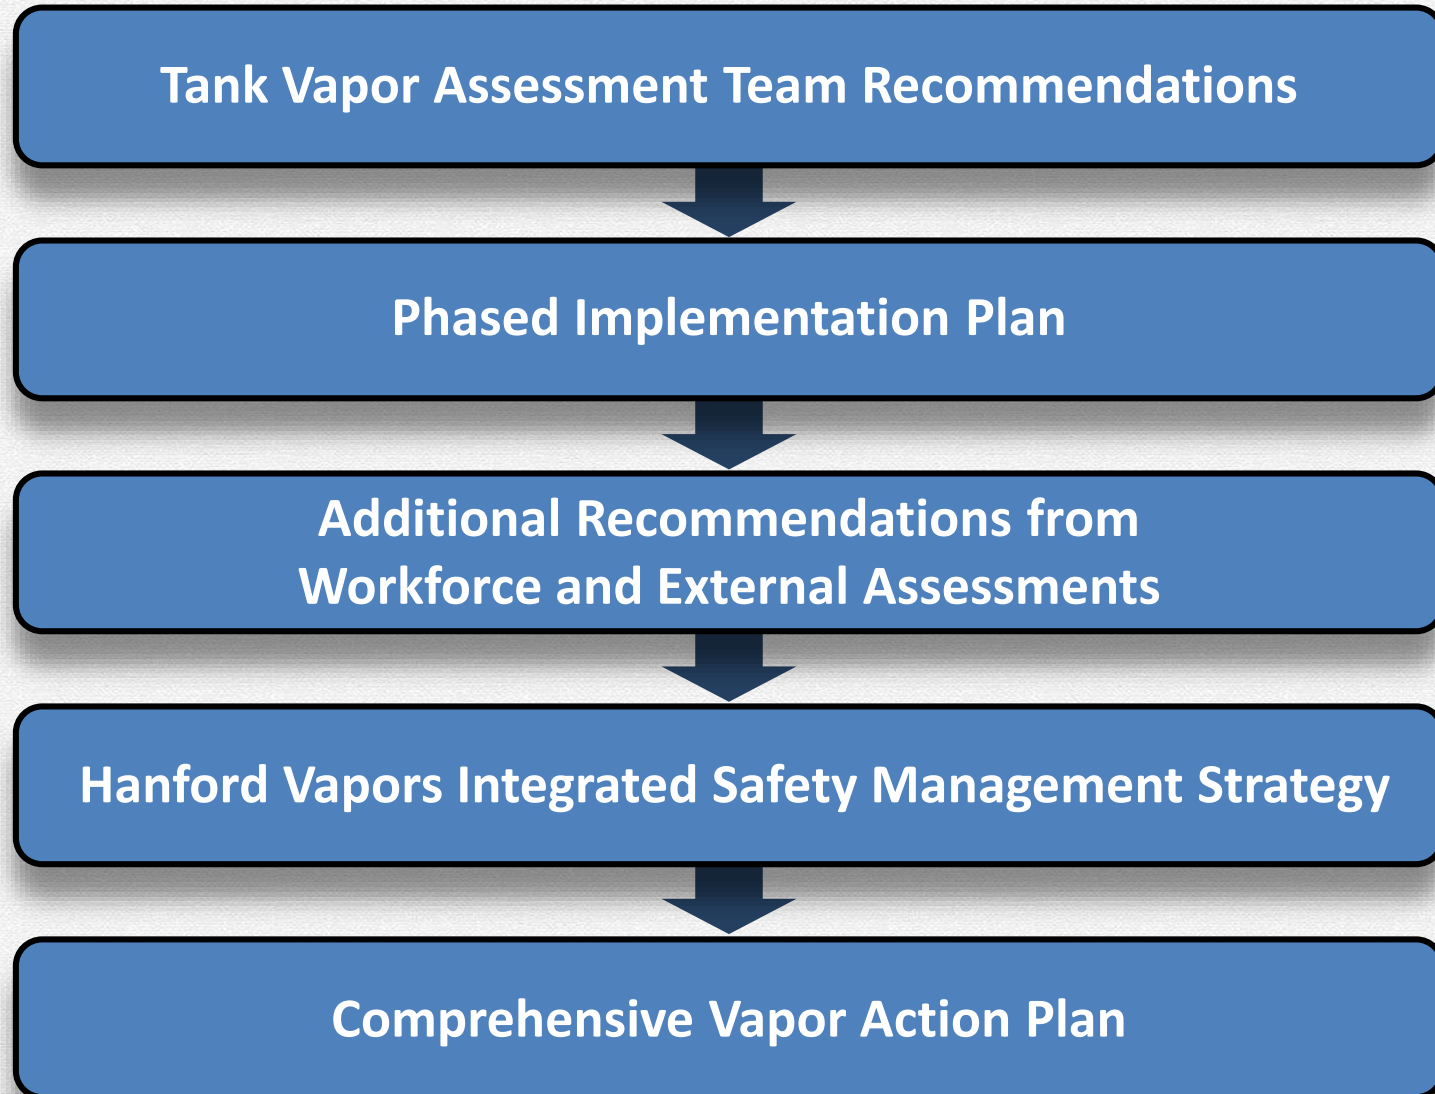 Tank Vapor Assessment Team Recommendations
Phased Implementation Plan
Additional Recommendations from
Workforce and External Assessments
Hanford Vapors Integrated Safety Management Strategy
Comprehensive Vapor Action Plan